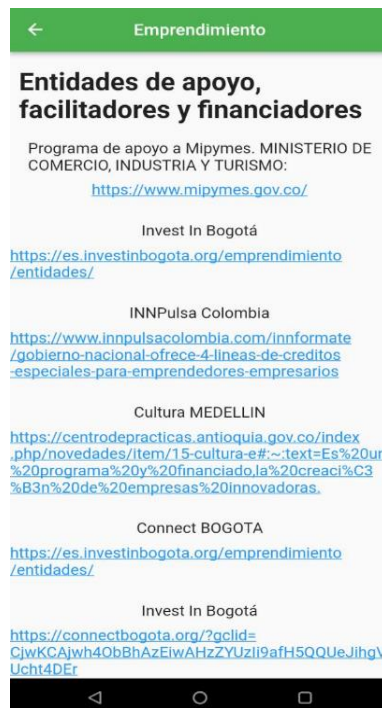 Emprendimiento
Entidades de apoyo,
facilitadores y financiadores
Programa de apoyo a Mipymes. MINISTERIO DE
COMERCIO, INDUSTRIA Y TURISMO:
https://www.mipymes.gov.co/
Invest In Bogotá
https://es.investinbogota.org/emprendimiento
/entidades/
INNPulsa Colombia
https://www.innpulsacolombia.com/innformate
/gobierno-nacional-ofrece-4-lineas-de-creditos
-especiales-para-emprendedores-empresarios
Cultura MEDELLIN
https://centrodepracticas.antioquia.gov.co/index
.php/novedades/item/15-cultura-e#:~:text=Es%20un
%20programa%20y%20financiado,la%20creaci%C3
%B3n%20de%20empresas%20innovadoras.
Connect BOGOTA
https://es.investinbogota.org/emprendimiento
/entidades/
Invest In Bogotá
https://connectbogota.org/?gclid=
CjwKCAjwh4ObBhAzEiwAHzZYUzIi9afH5QQUeJihgV
Ucht4DEr